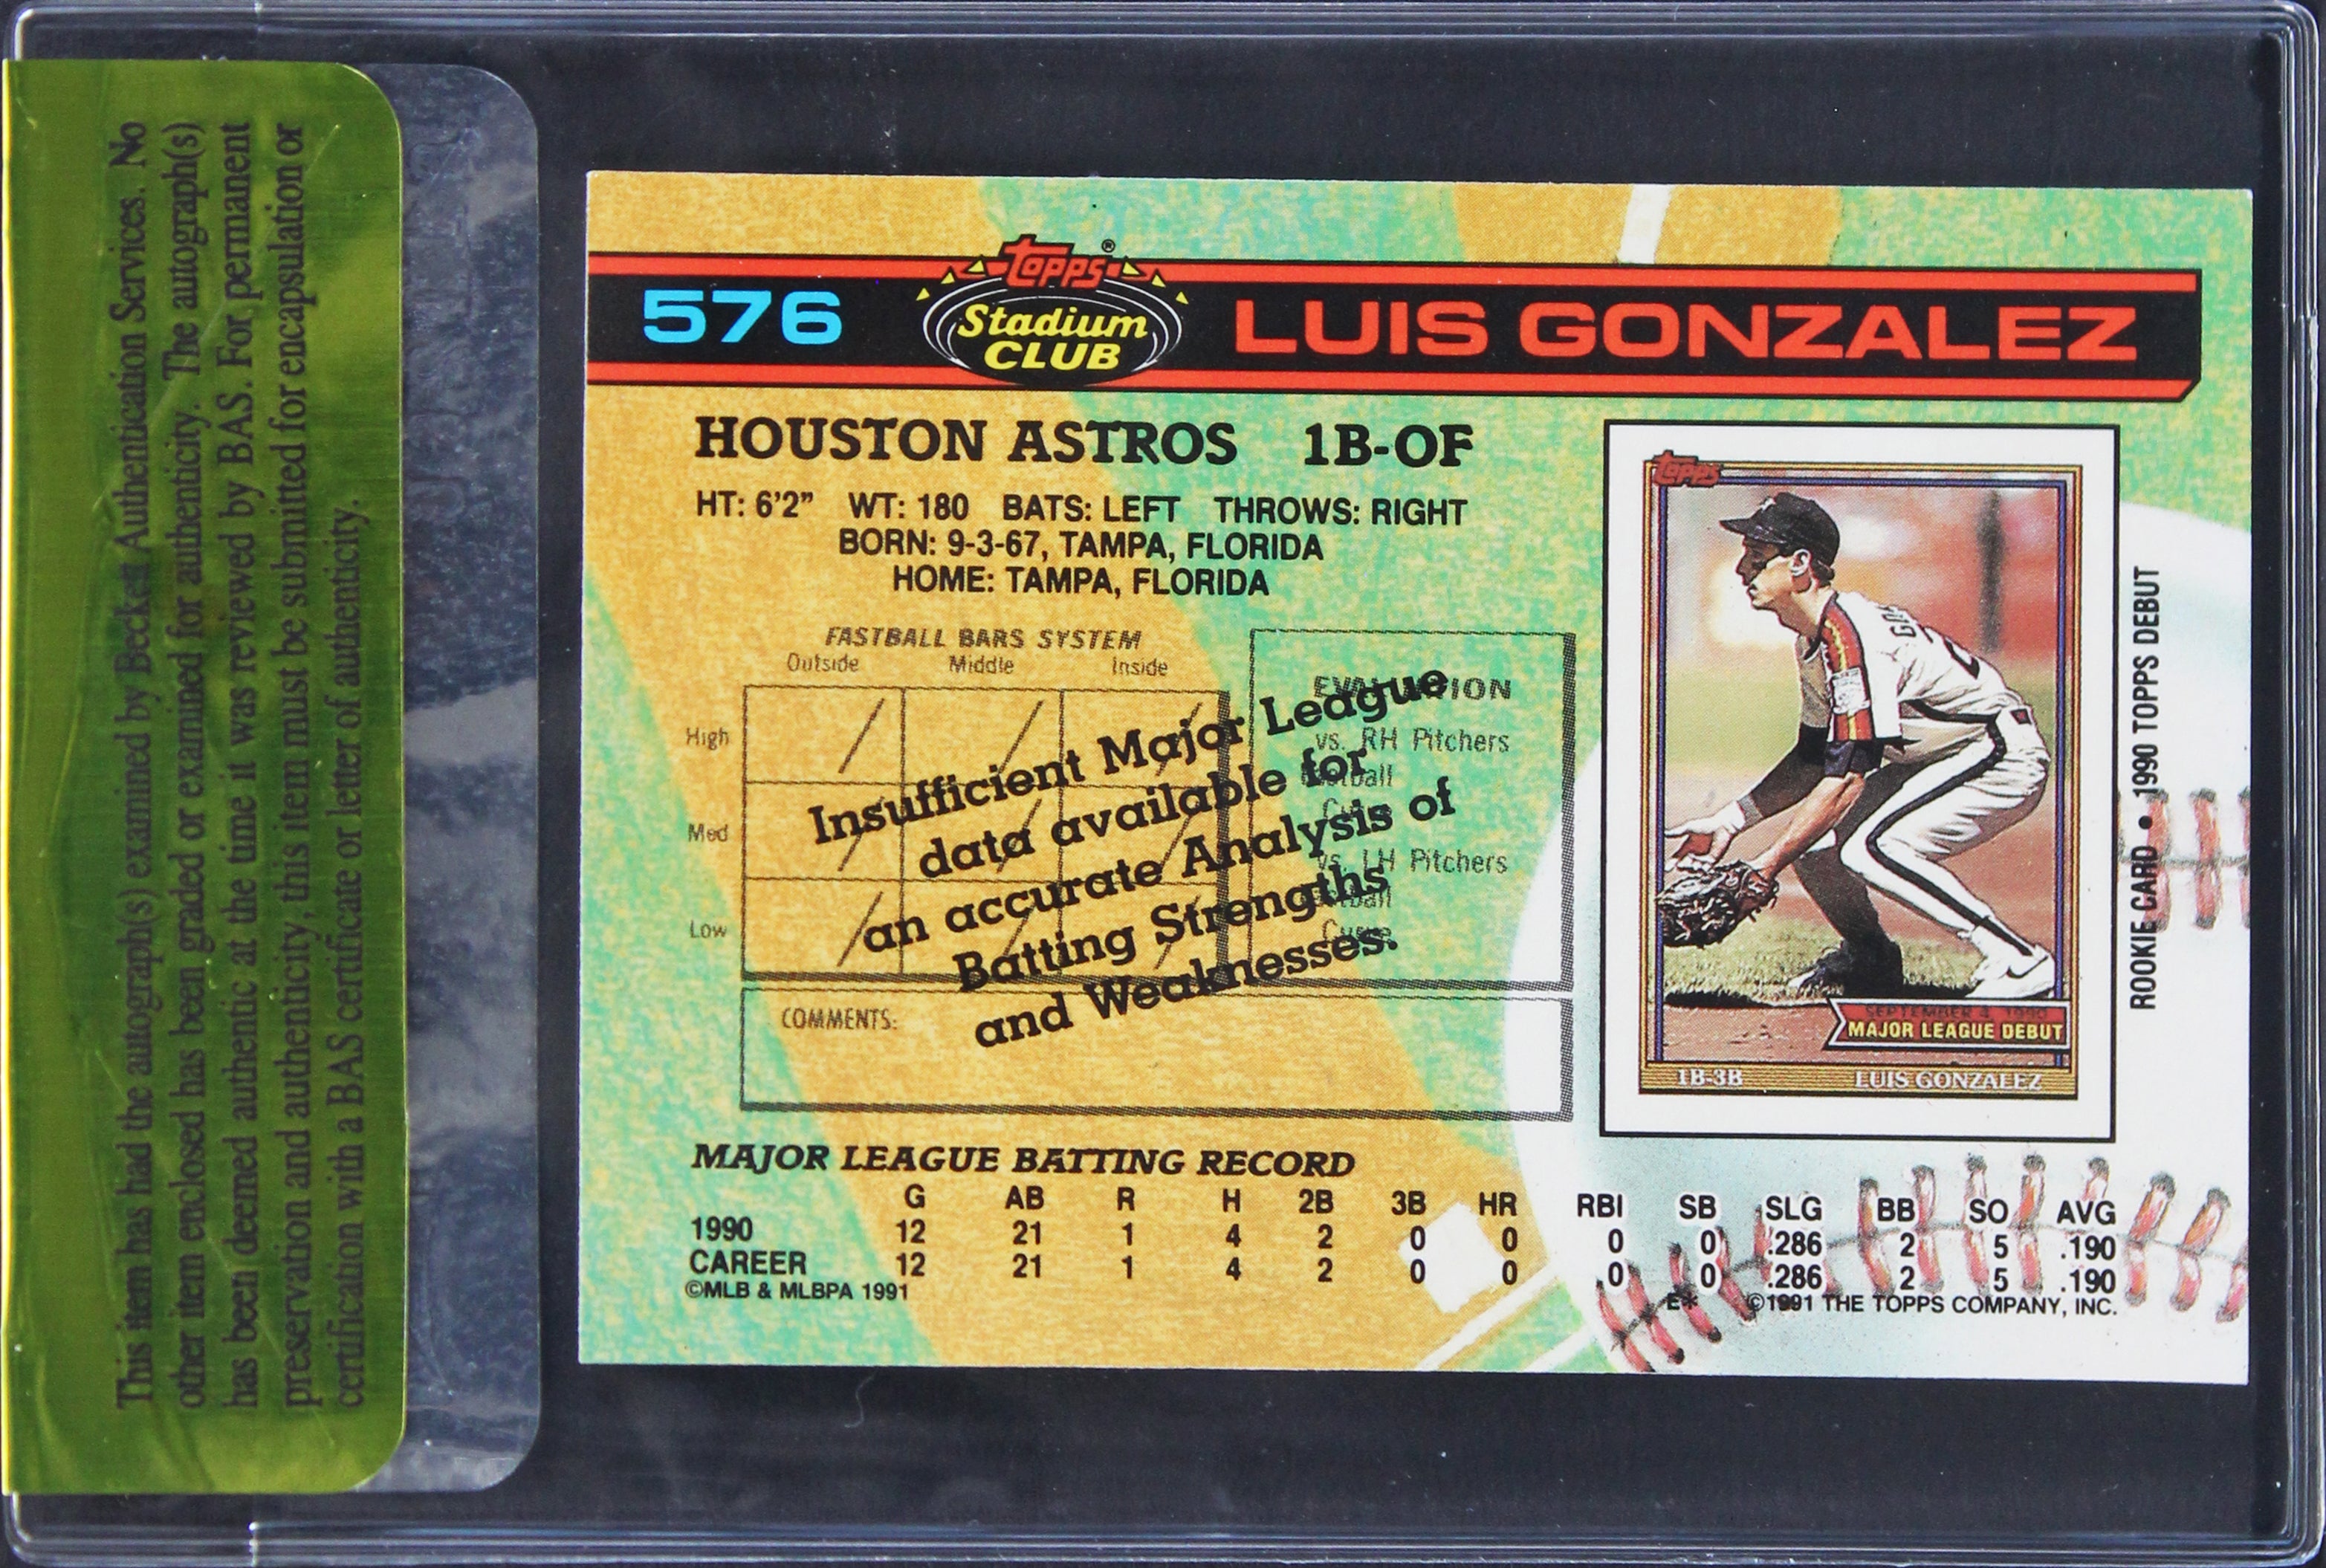 This item has had the autograph(s) examined by Beckett Authentication Services. No
other item enclosed has been graded or examined for authenticity. The autograph(s)
has been deemed authentic at the time it was reviewed by BAS. For permanent
preservation and authenticity, this item must be submitted for encapsulation or
certification with a BAS certificate or letter of authenticity.
576
Topps®
Stadium
CLUB
LUIS GONZALEZ
HOUSTON ASTROS 1B-OF
HT: 6'2" WT: 180 BATS: LEFT THROWS: RIGHT
BORN: 9-3-67, TAMPA, FLORIDA
HOME: TAMPA, FLORIDA
FASTBALL BARS SYSTEM
Outside Middle Inside
High
Med
Low
EVALUATION
vs. RH Pitchers
vs. LH Pitchers
Curve
Insufficient Major League
data available for
an accurate Analysis of
Batting Strengths
and Weaknesses.
COMMENTS:
Topps
SEPTEMBER 4, 1990
MAJOR LEAGUE DEBUT
1B-3B LUIS GONZALEZ
ROOKIE CARD • 1990 TOPPS DEBUT
MAJOR LEAGUE BATTING RECORD
G AB R H 2B 3B HR RBI SB SLG BB SO AVG
1990 12 21 1 4 2 0 0 0 0 .286 2 5 .190
CAREER 12 21 1 4 2 0 0 0 0 .286 2 5 .190
©MLB & MLBPA 1991
E* ©1991 THE TOPPS COMPANY, INC.